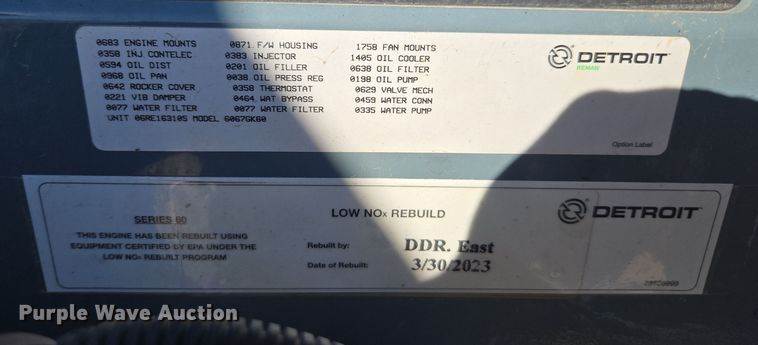 0683 ENGINE MOUNTS 0871 F/W HOUSING 1758 FAN MOUNTS
0358 INJ CONTELEC 0383 INJECTOR 1405 OIL COOLER
0594 OIL DIST 0201 OIL FILLER 0638 OIL FILTER
0968 OIL PAN 0038 OIL PRESS REG 0198 OIL PUMP
0642 ROCKER COVER 0358 THERMOSTAT 0629 VALVE MECH
0221 VIB DAMPER 0464 WAT BYPASS 0459 WATER CONN
0077 WATER FILTER 0077 WATER FILTER 0335 WATER PUMP
UNIT 06RE163105 MODEL 6067GK60
DETROIT
REMAN
Option Label
SERIES 60
THIS ENGINE HAS BEEN REBUILT USING
EQUIPMENT CERTIFIED BY EPA UNDER THE
LOW NOx REBUILT PROGRAM
LOW NOx REBUILD
Rebuilt by: DDR. East
Date of Rebuilt: 3/30/2023
DETROIT
Purple Wave Auction